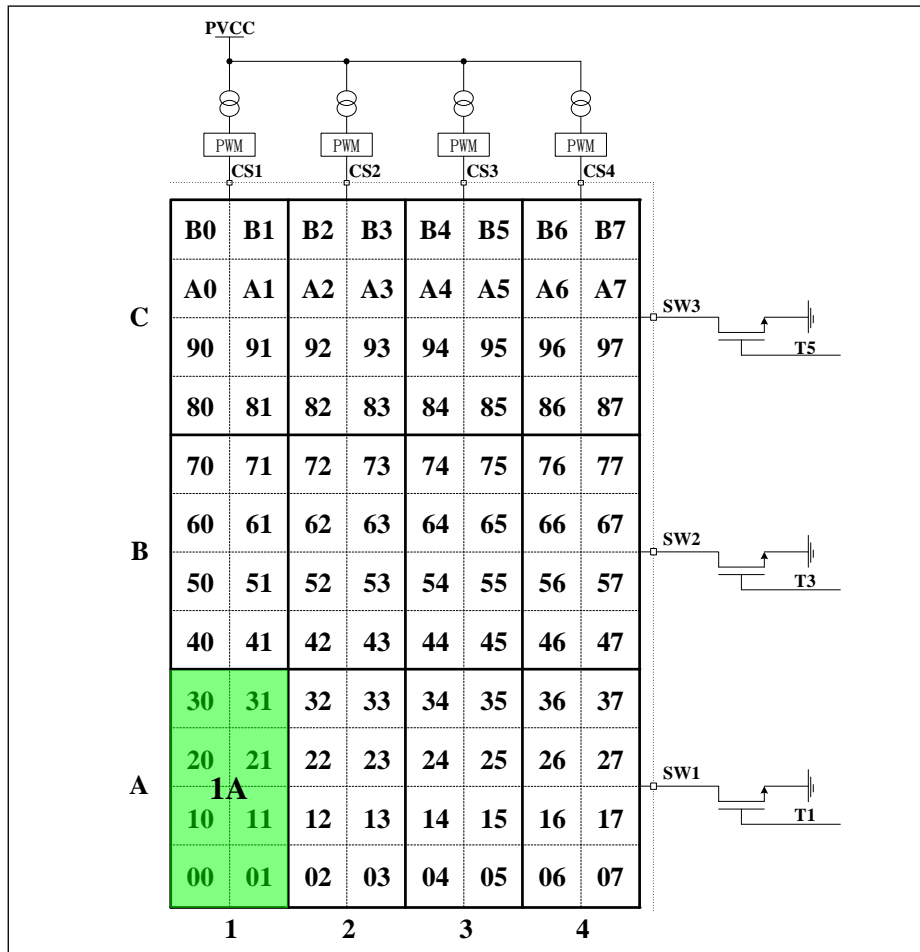 PVCC
PWM PWM PWM PWM
CS1 CS2 CS3 CS4
B0 B1 B2 B3 B4 B5 B6 B7
A0 A1 A2 A3 A4 A5 A6 A7
C
SW3
T5
90 91 92 93 94 95 96 97
80 81 82 83 84 85 86 87
70 71 72 73 74 75 76 77
60 61 62 63 64 65 66 67
B
SW2
T3
50 51 52 53 54 55 56 57
40 41 42 43 44 45 46 47
30 31 32 33 34 35 36 37
20 21 22 23 24 25 26 27
A
1A
SW1
T1
10 11 12 13 14 15 16 17
00 01 02 03 04 05 06 07
1 2 3 4